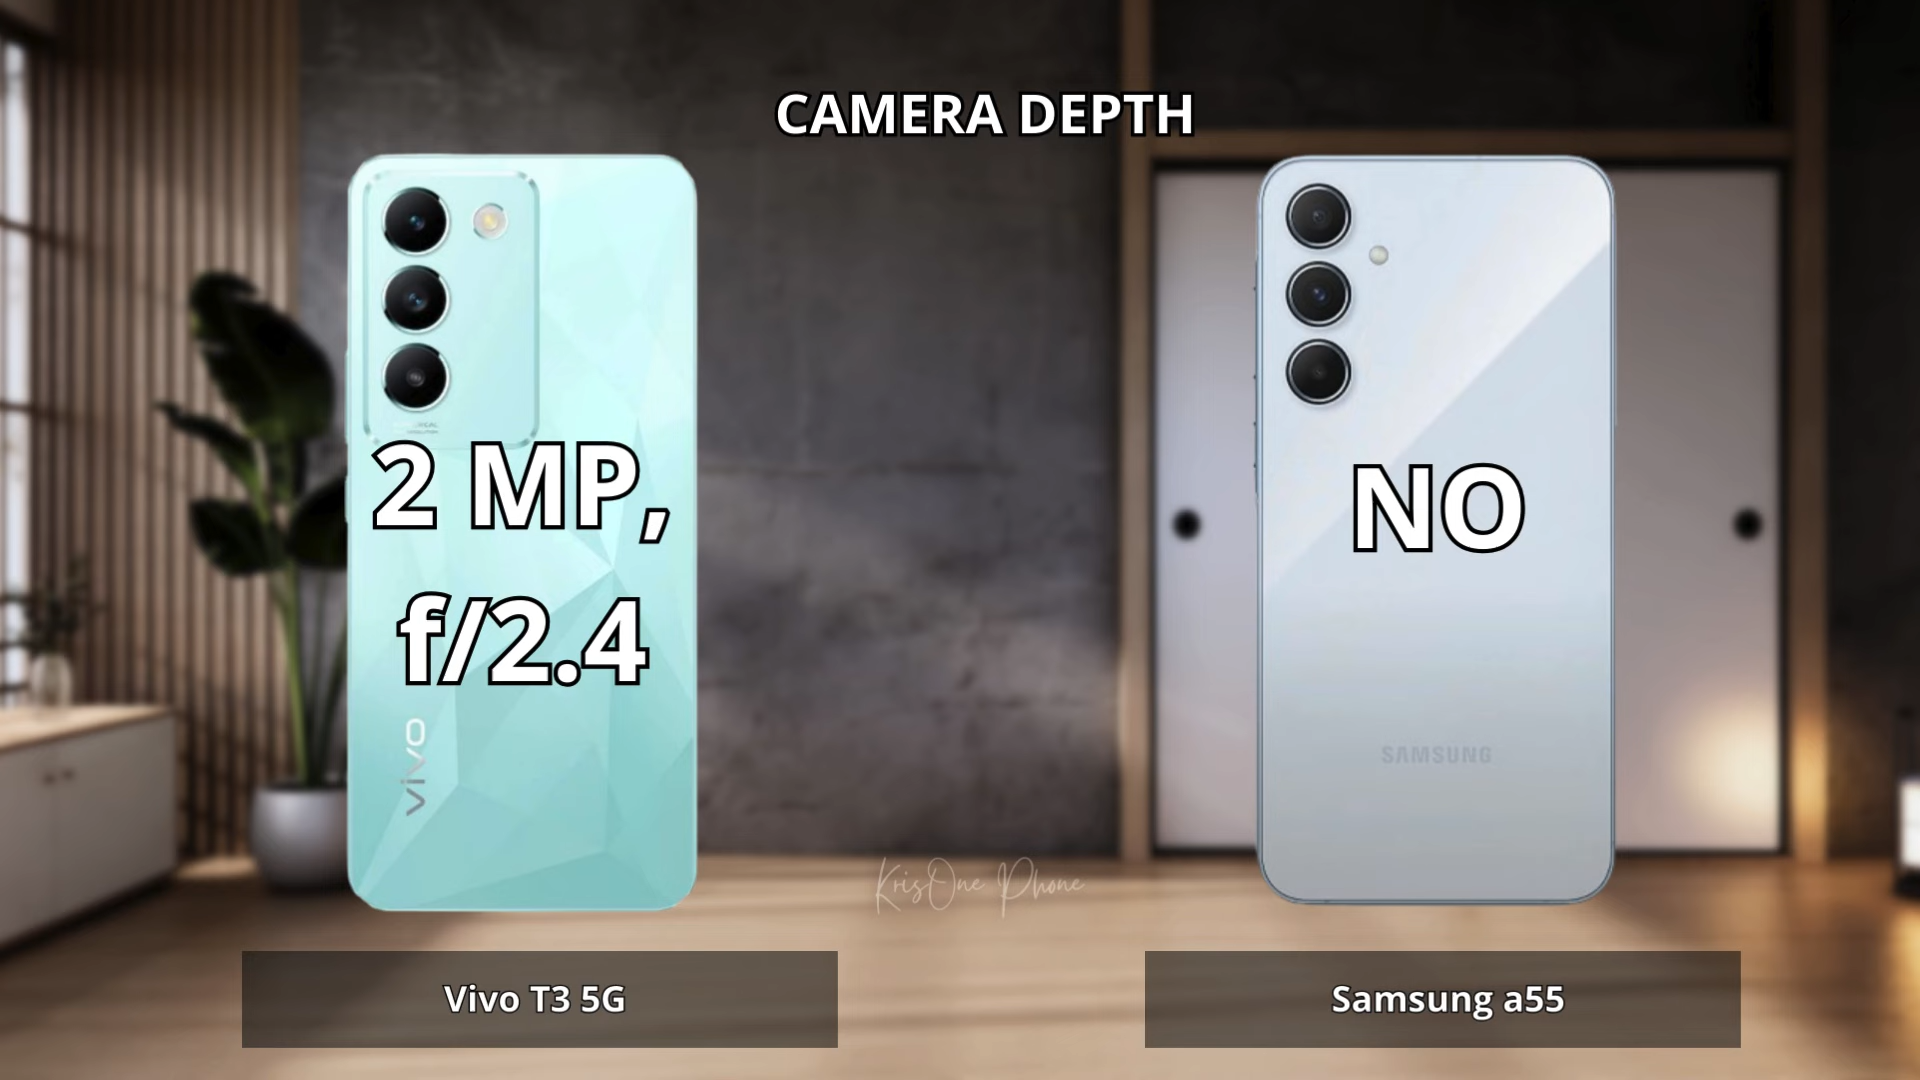 CAMERA DEPTH
2 MP,
f/2.4
NO
vivo
SAMSUNG
KrisOne Phone
Vivo T3 5G
Samsung a55